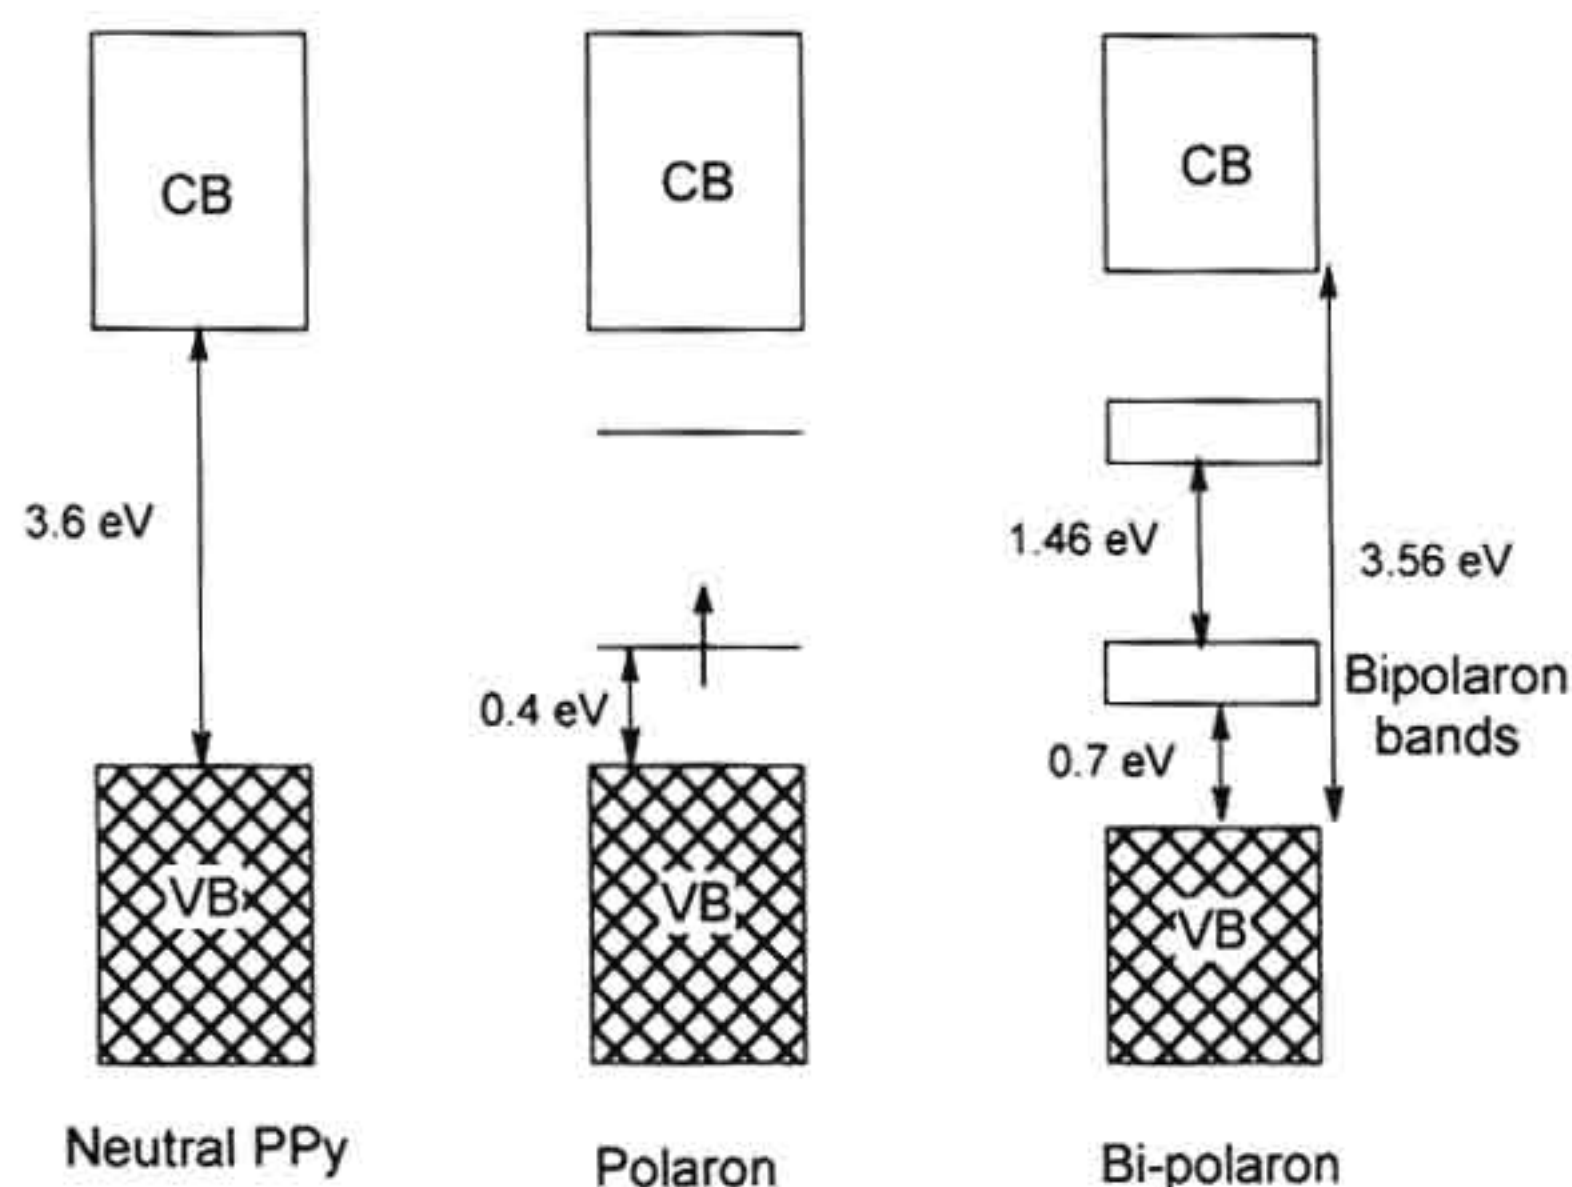 CB
CB
CB
3.6 eV
1.46 eV
3.56 eV
0.4 eV
Bipolaron
bands
0.7 eV
VB
VB
VB
Neutral PPy
Polaron
Bi-polaron